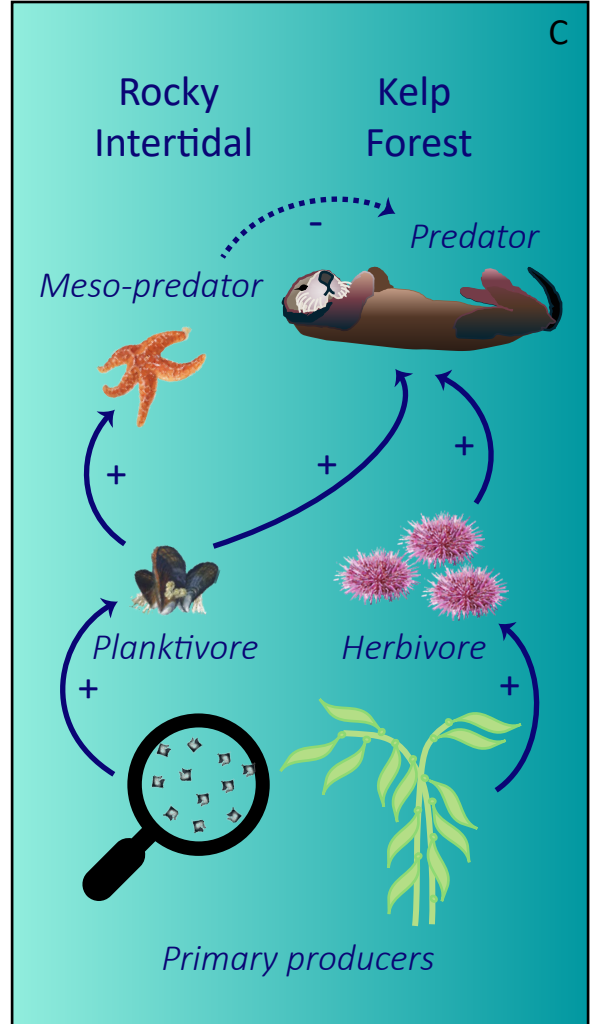 C
Rocky
Intertidal
Kelp
Forest
-
Predator
Meso-predator
+
+
+
Planktivore
Herbivore
+
+
Primary producers